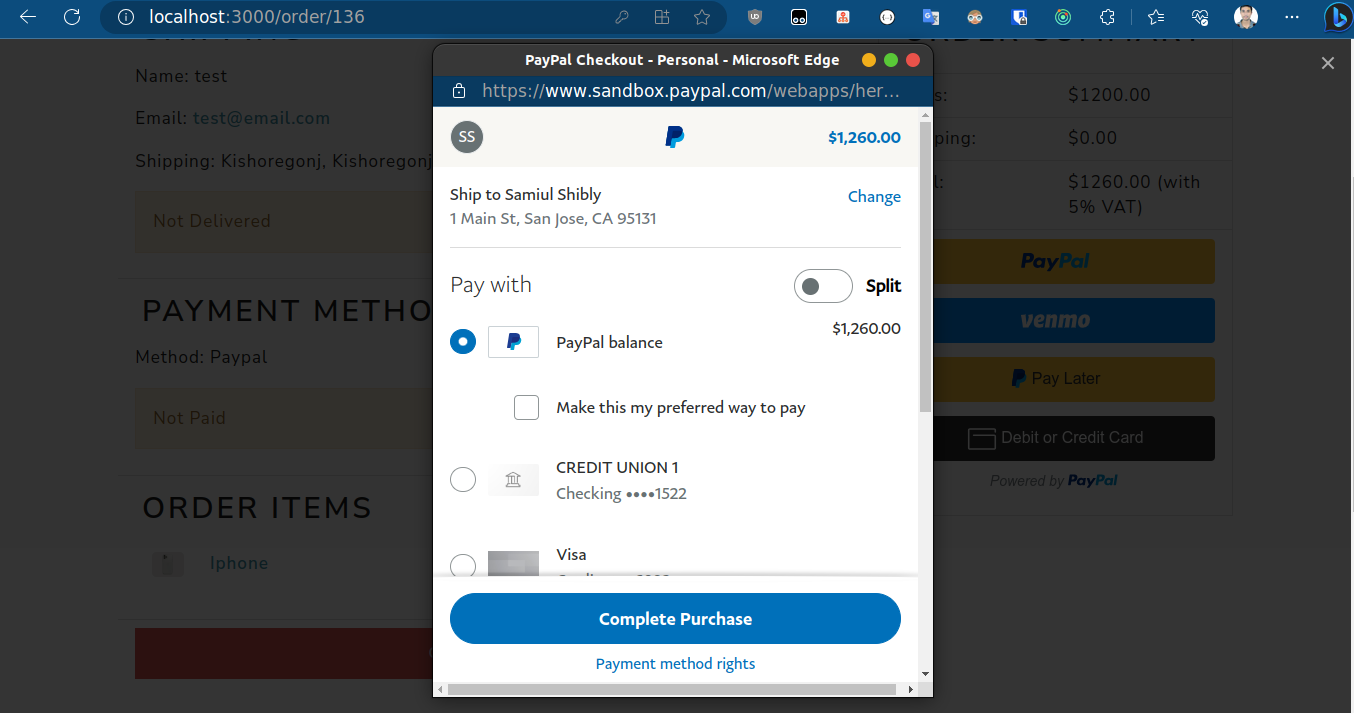 localhost:3000/order/136
Name: test
Email: test@email.com
Shipping: Kishoregonj, Kishoregonj
Not Delivered
PAYMENT METHO
Method: Paypal
Not Paid
ORDER ITEMS
Iphone
PayPal Checkout - Personal - Microsoft Edge
https://www.sandbox.paypal.com/webapps/her...
SS
$1,260.00
Ship to Samiul Shibly
Change
1 Main St, San Jose, CA 95131
Pay with
Split
$1,260.00
PayPal balance
Make this my preferred way to pay
CREDIT UNION 1
Checking ••••1522
Visa
Complete Purchase
Payment method rights
ORDER SUMMARY
s:
$1200.00
ping:
$0.00
l:
$1260.00 (with
5% VAT)
PayPal
venmo
Pay Later
Debit or Credit Card
Powered by PayPal